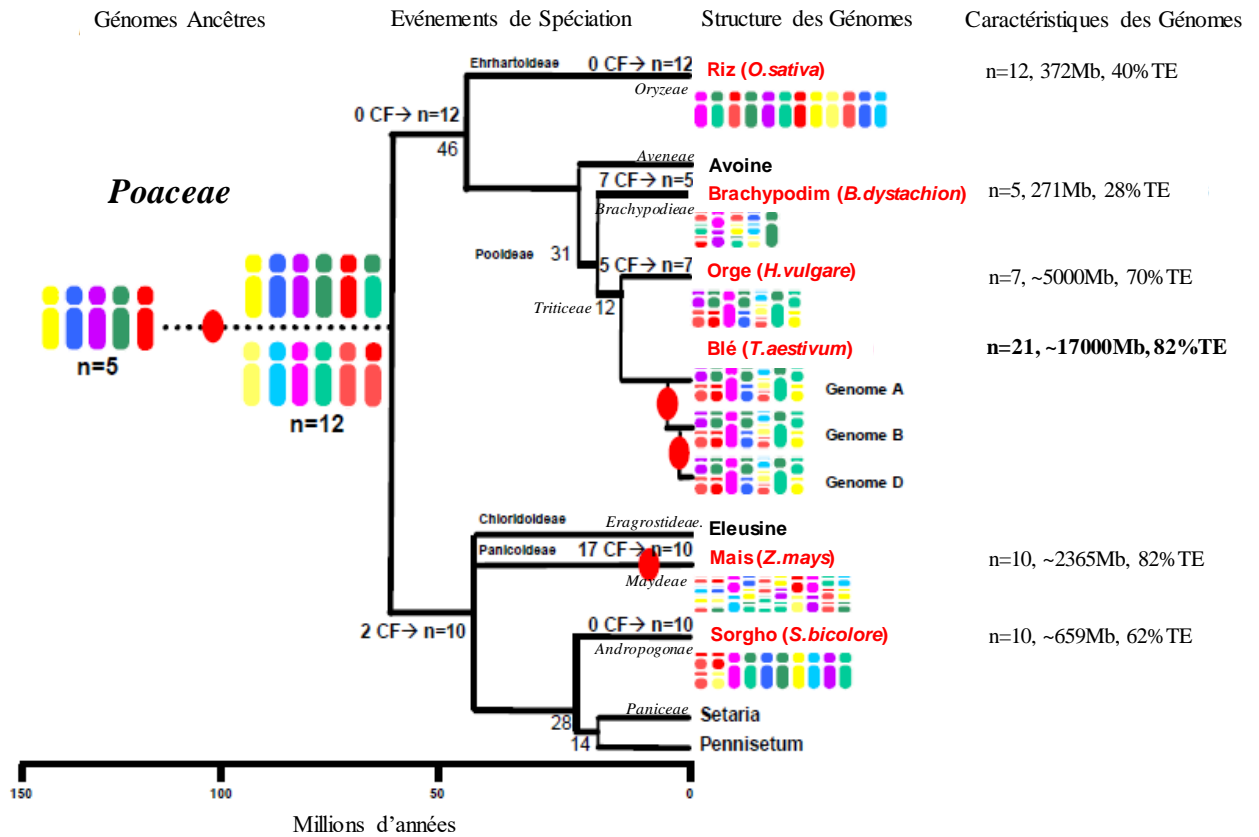 Génomes Ancêtres
Evénements de Spéciation
Structure des Génomes
Caractéristiques des Génomes
Ehrhartoideae
0 CF→ n=12
Riz (O.sativa)
n=12, 372Mb, 40%TE
Oryzeae
0 CF→ n=12
46
Aveneae
Avoine
7 CF→ n=5
Brachypodim (B.dystachion)
n=5, 271Mb, 28%TE
Brachypodieae
Poaceae
31
Pooideae
5 CF→ n=7
Orge (H.vulgare)
n=7, ~5000Mb, 70%TE
Triticeae
12
Blé (T.aestivum)
n=21, ~17000Mb, 82%TE
n=5
Genome A
n=12
Genome B
Genome D
Chloridoideae
Eragrostideae.
Eleusine
Panicoideae
17 CF→ n=10
Mais (Z.mays)
n=10, ~2365Mb, 82%TE
Maydeae
2 CF→ n=10
0 CF→ n=10
Sorgho (S.bicolore)
n=10, ~659Mb, 62%TE
Andropogonae
Paniceae
Setaria
28
14
Pennisetum
150
100
50
0
Millions d'années